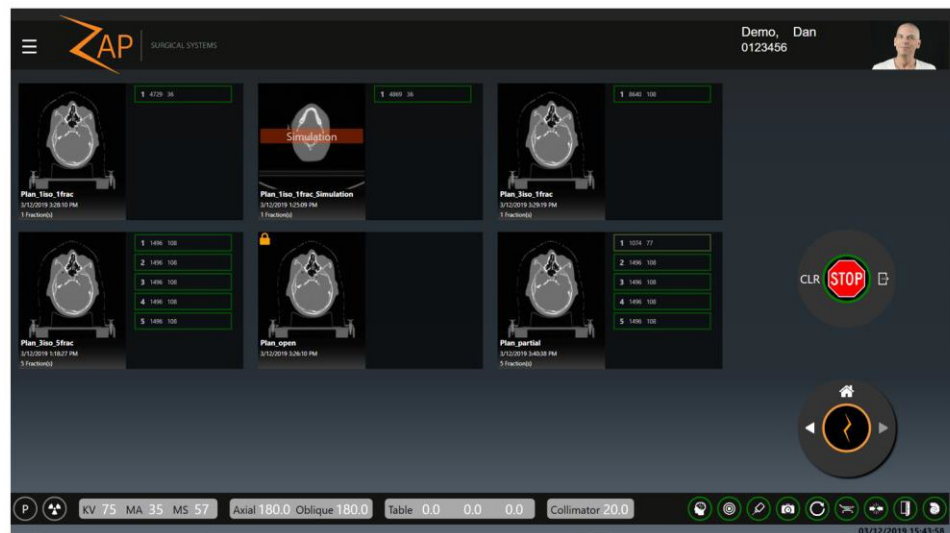 Demo, Dan
0123456
ZAP SURGICAL SYSTEMS
1 4729 36
Plan_1iso_1frac
3/12/2019 3:28:10 PM
1 Fraction(s)
Simulation
1 4869 36
Plan_1iso_1frac_Simulation
3/12/2019 1:25:09 PM
1 Fraction(s)
1 8640 108
Plan_3iso_1frac
3/12/2019 3:29:19 PM
1 Fraction(s)
1 1496 108
2 1496 108
3 1496 108
4 1496 108
5 1496 108
Plan_3iso_5frac
3/12/2019 1:18:27 PM
5 Fraction(s)
Plan_open
3/12/2019 3:26:10 PM
1 1074 77
2 1496 108
3 1496 108
4 1496 108
5 1496 108
Plan_partial
3/12/2019 3:40:38 PM
5 Fraction(s)
CLR STOP
P KV 75 MA 35 MS 57 Axial 180.0 Oblique 180.0 Table 0.0 0.0 0.0 Collimator 20.0
03/12/2019 15:43:58